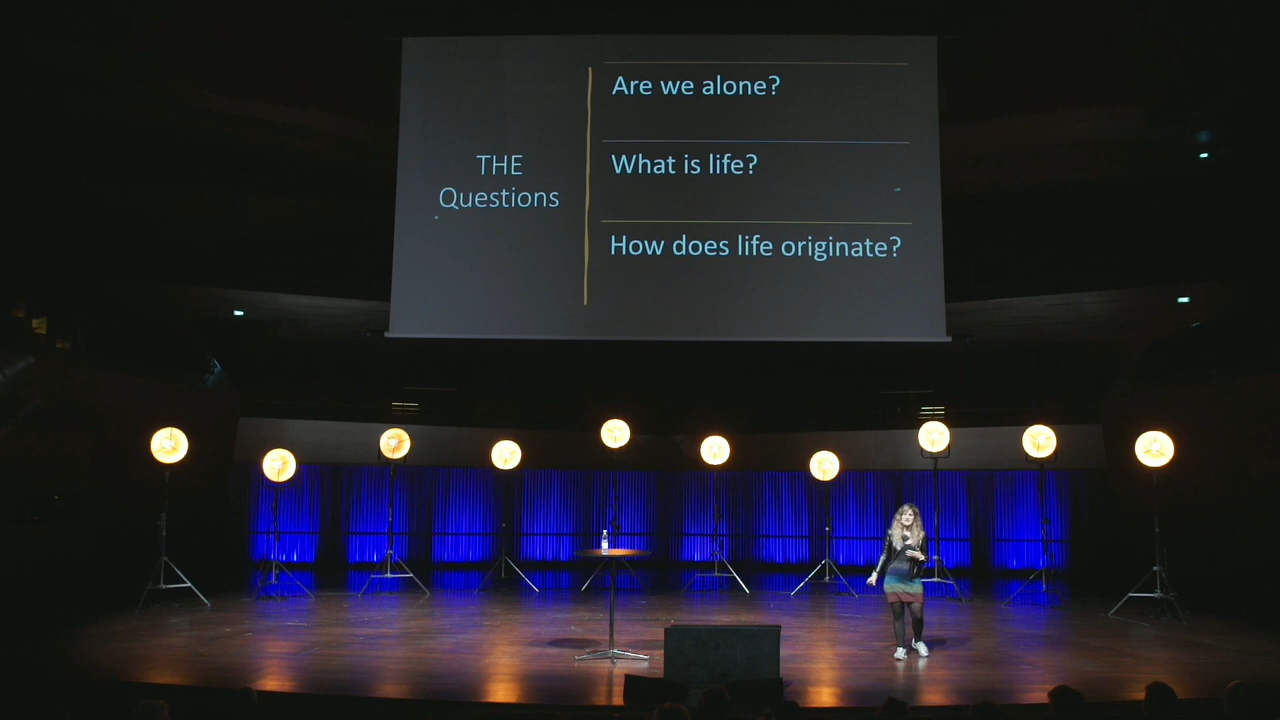 THE
Questions
Are we alone?
What is life?
How does life originate?